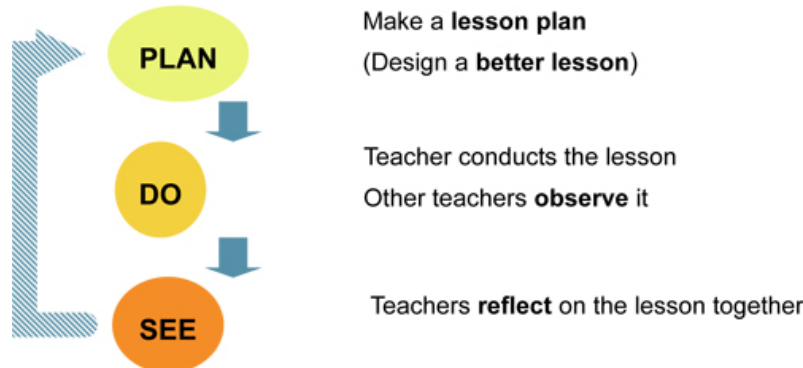 PLAN
Make a lesson plan
(Design a better lesson)
DO
Teacher conducts the lesson
Other teachers observe it
SEE
Teachers reflect on the lesson together